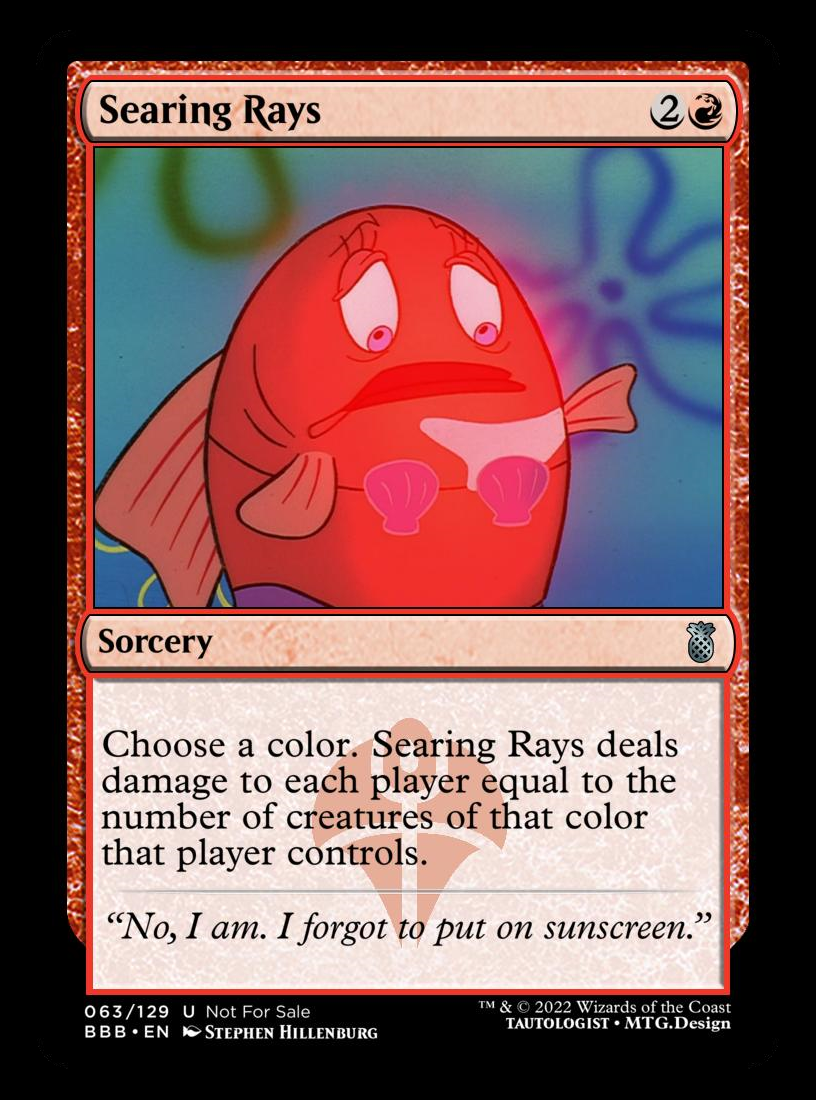 Searing Rays 2
Sorcery
Choose a color. Searing Rays deals
damage to each player equal to the
number of creatures of that color
that player controls.
“No, I am. I forgot to put on sunscreen.”
063/129 U Not For Sale
BBB • EN STEPHEN HILLENBURG
™ & © 2022 Wizards of the Coast
TAUTOLOGIST • MTG.Design